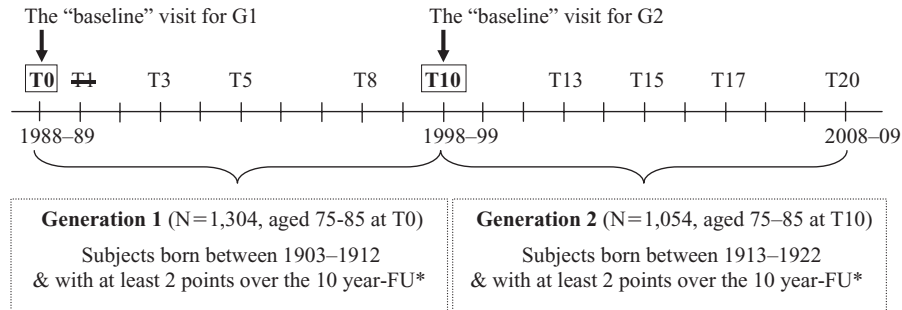 The “baseline” visit for G1
The “baseline” visit for G2
T0 T1 T3 T5 T8 T10 T13 T15 T17 T20
1988–89 1998–99 2008–09
Generation 1 (N=1,304, aged 75-85 at T0)
Subjects born between 1903–1912
& with at least 2 points over the 10 year-FU*
Generation 2 (N=1,054, aged 75–85 at T10)
Subjects born between 1913–1922
& with at least 2 points over the 10 year-FU*